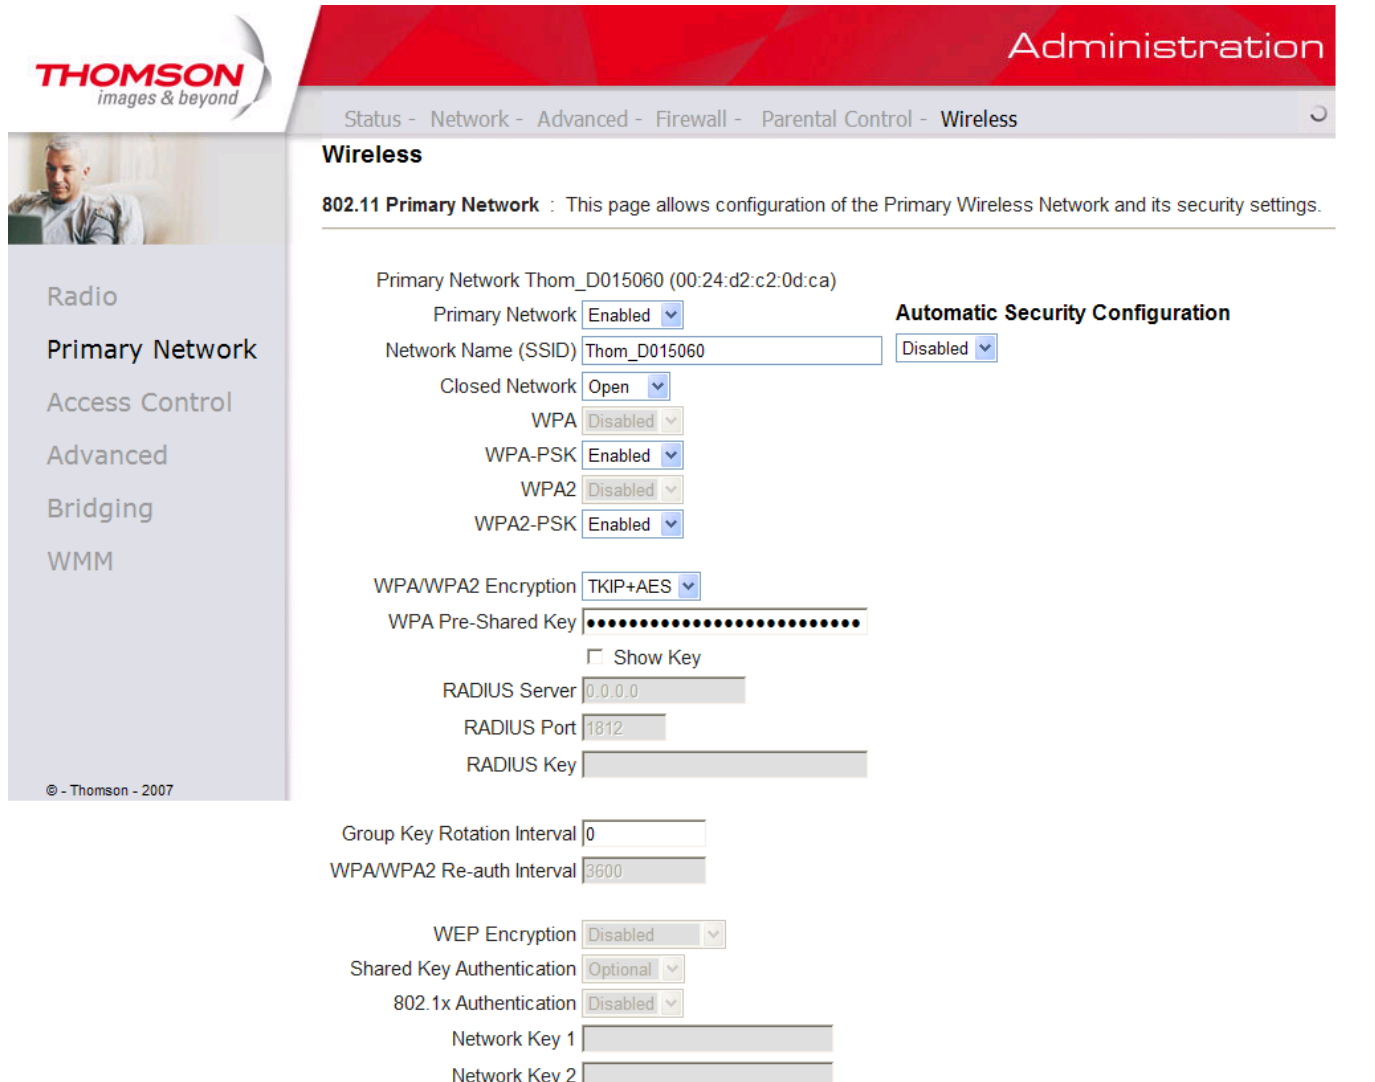 THOMSON
images & beyond
Administration
Status - Network - Advanced - Firewall - Parental Control - Wireless
Wireless
802.11 Primary Network : This page allows configuration of the Primary Wireless Network and its security settings.
Radio
Primary Network
Access Control
Advanced
Bridging
WMM
© - Thomson - 2007
Primary Network Thom_D015060 (00:24:d2:c2:0d:ca)
Primary Network Enabled
Automatic Security Configuration
Network Name (SSID) Thom_D015060
Disabled
Closed Network Open
WPA Disabled
WPA-PSK Enabled
WPA2 Disabled
WPA2-PSK Enabled
WPA/WPA2 Encryption TKIP+AES
WPA Pre-Shared Key ••••••••••••••••••••••••••
Show Key
RADIUS Server 0.0.0.0
RADIUS Port 1812
RADIUS Key
Group Key Rotation Interval 0
WPA/WPA2 Re-auth Interval 3600
WEP Encryption Disabled
Shared Key Authentication Optional
802.1x Authentication Disabled
Network Key 1
Network Key 2